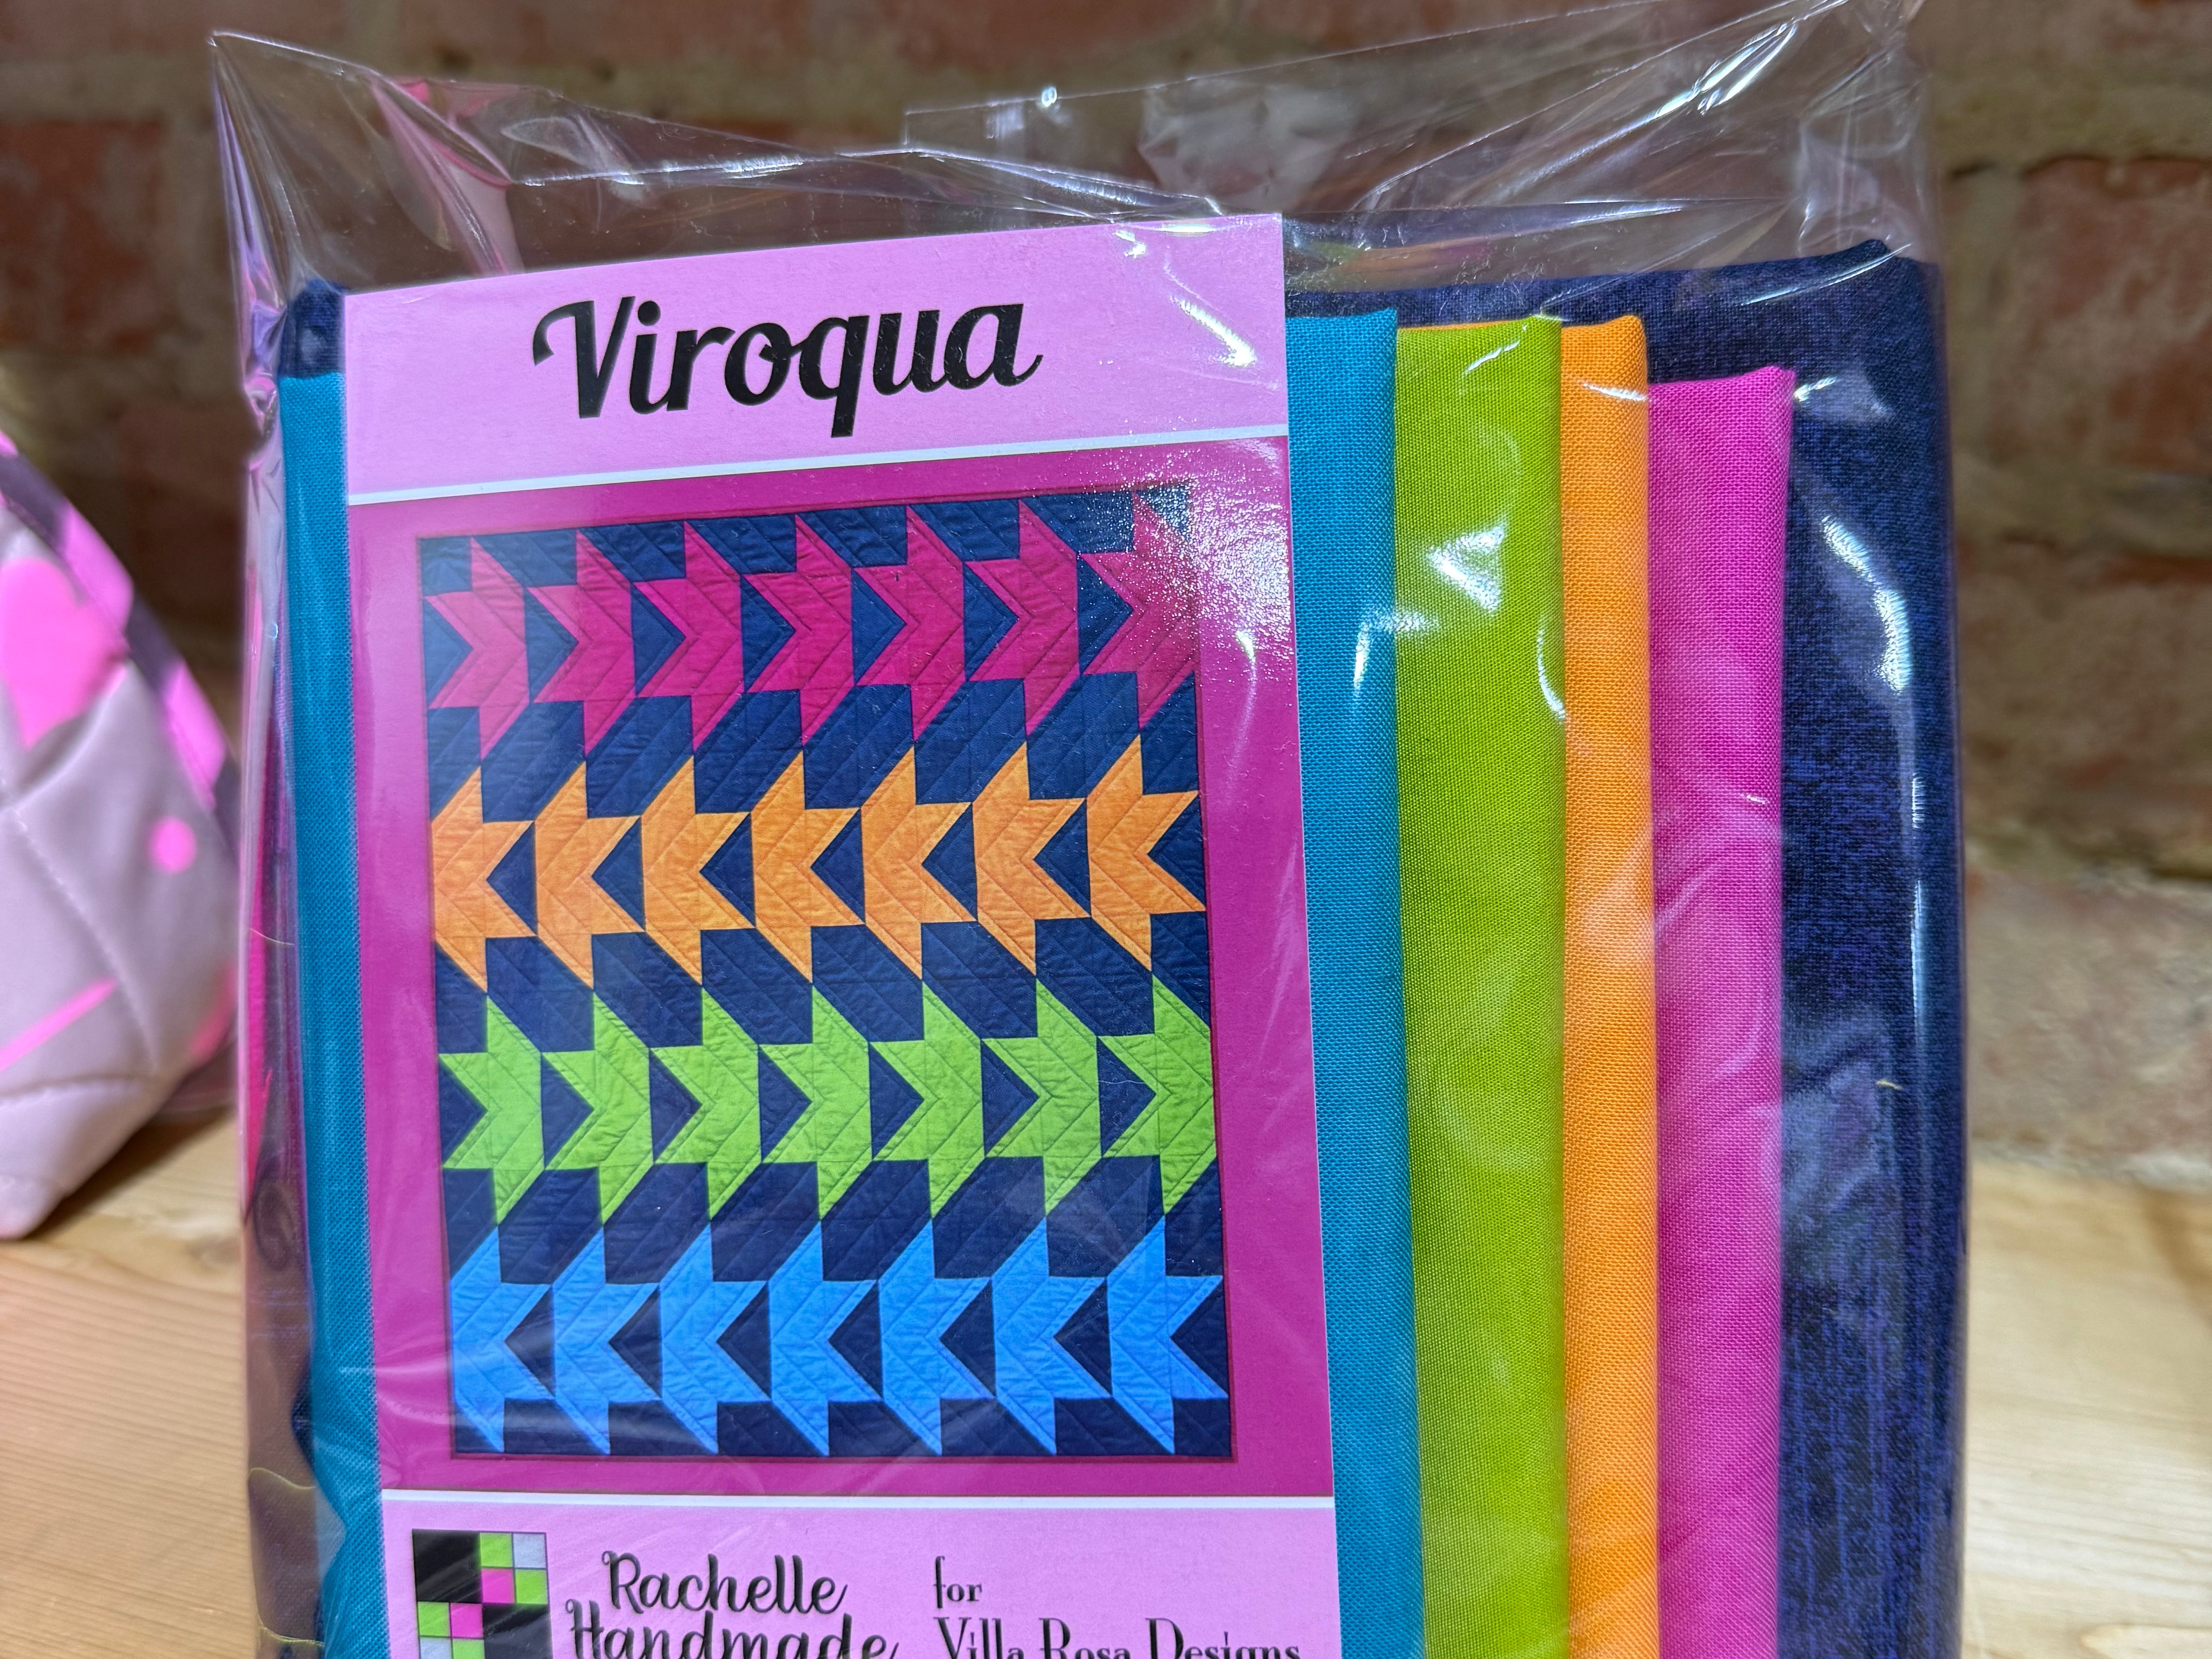 Viroqua
Rachelle
Handmade
for
Villa Rosa Designs